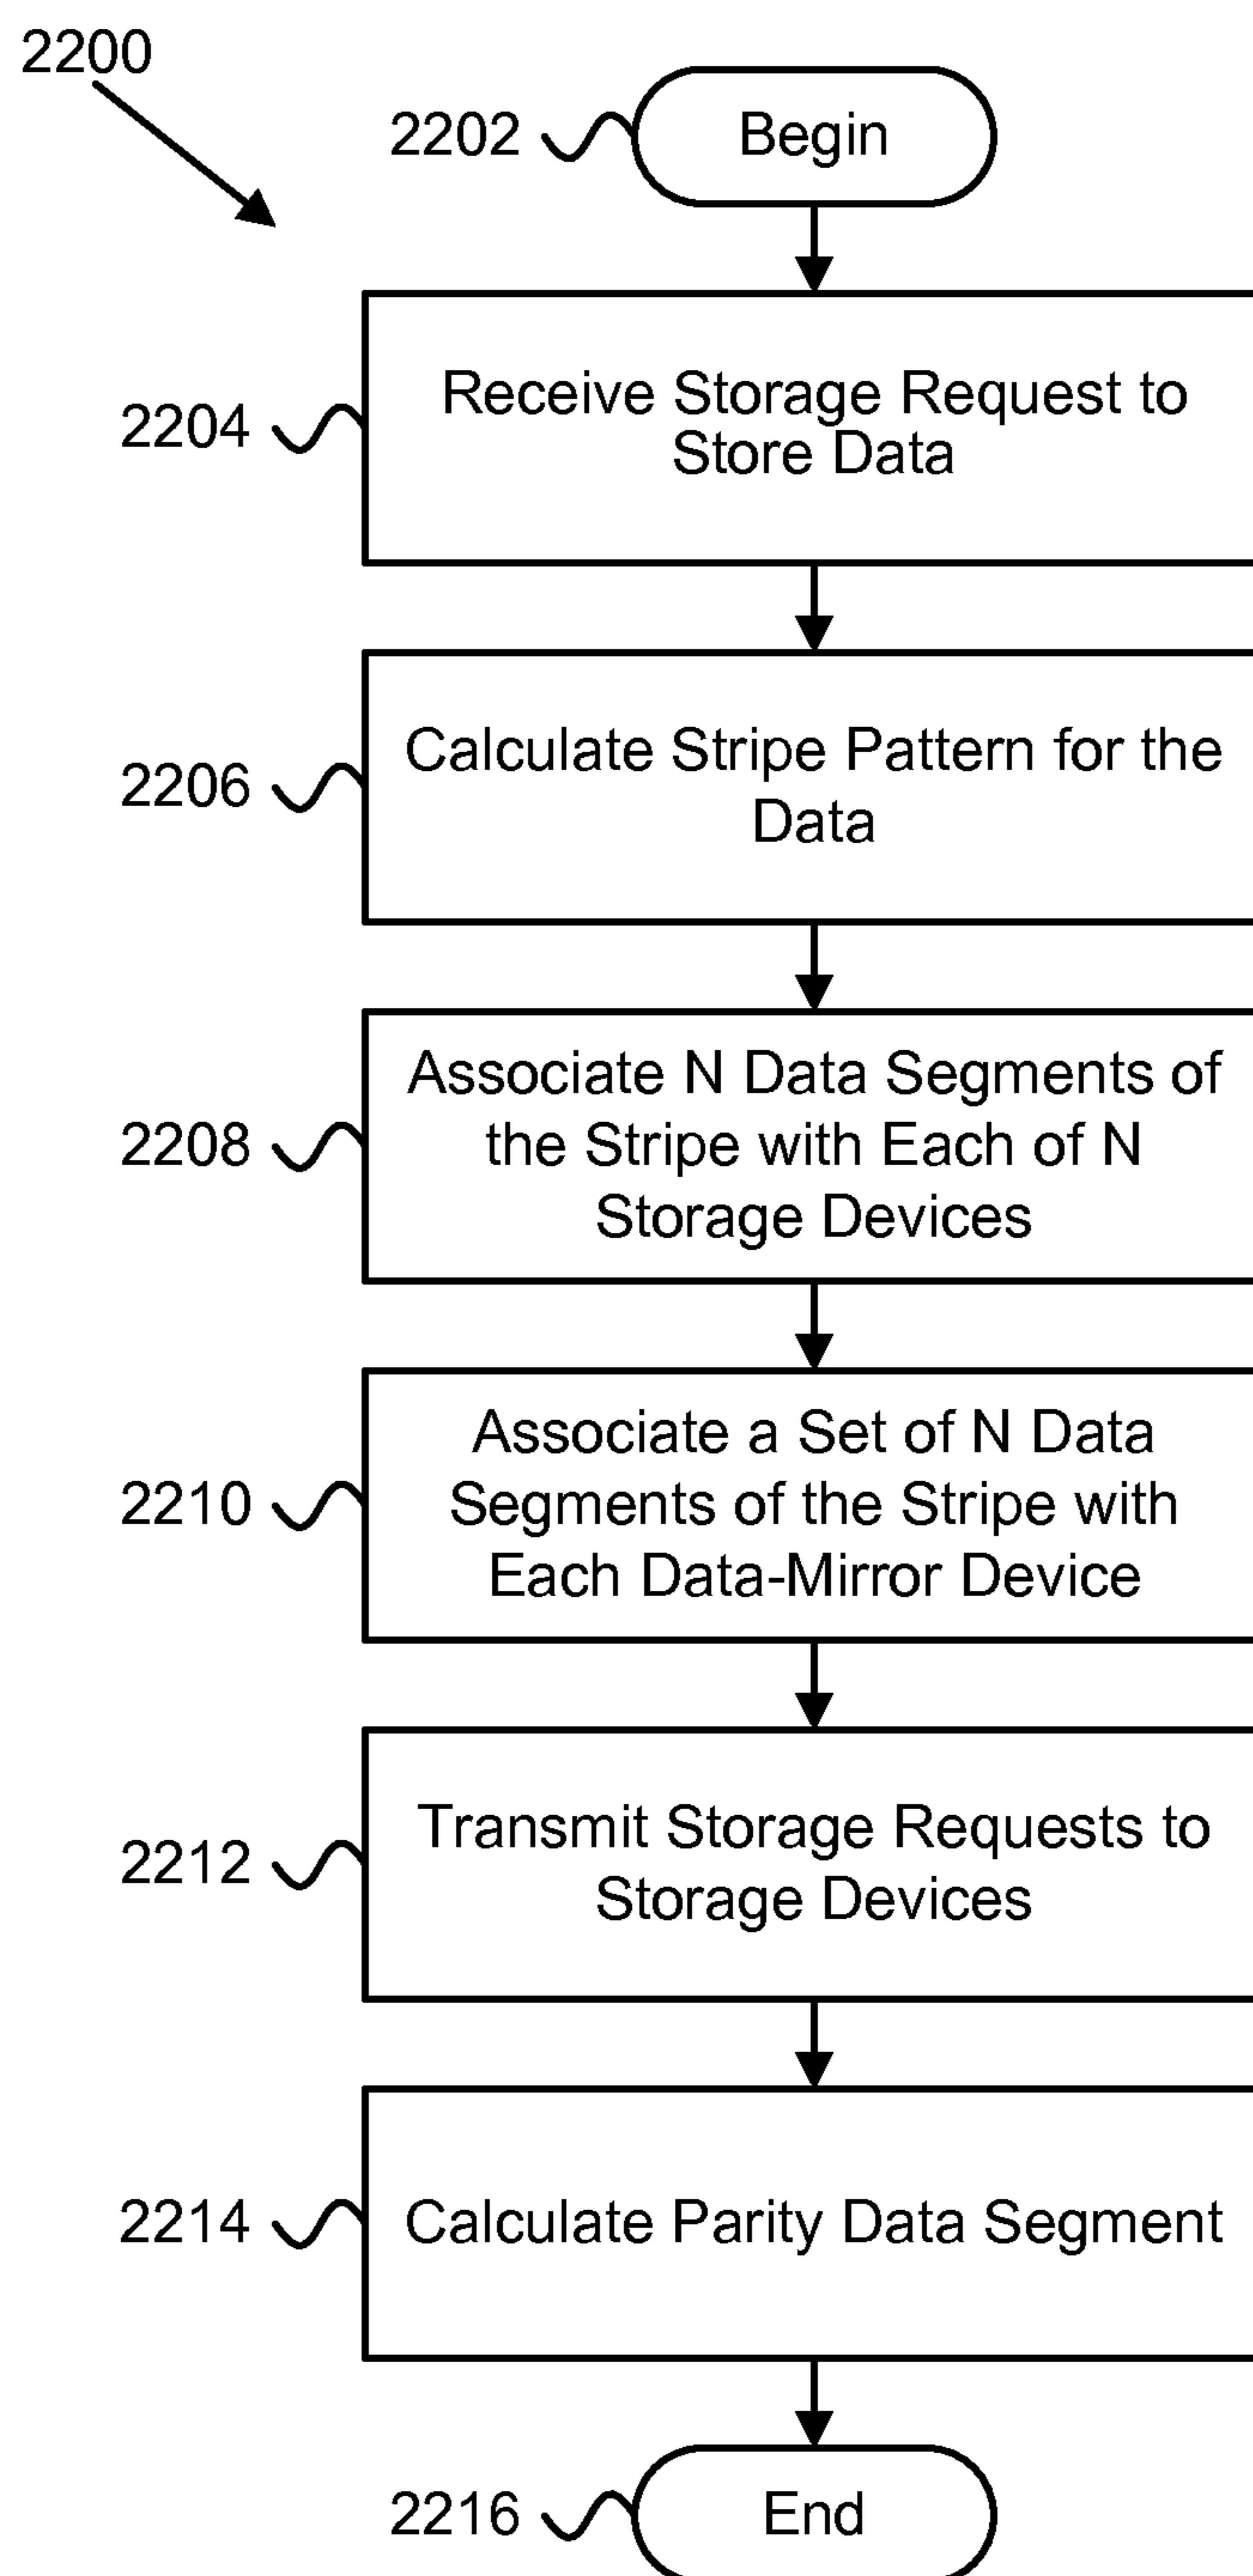 2200
2202
Begin
2204
Receive Storage Request to
Store Data
2206
Calculate Stripe Pattern for the
Data
2208
Associate N Data Segments of
the Stripe with Each of N
Storage Devices
2210
Associate a Set of N Data
Segments of the Stripe with
Each Data-Mirror Device
2212
Transmit Storage Requests to
Storage Devices
2214
Calculate Parity Data Segment
2216
End